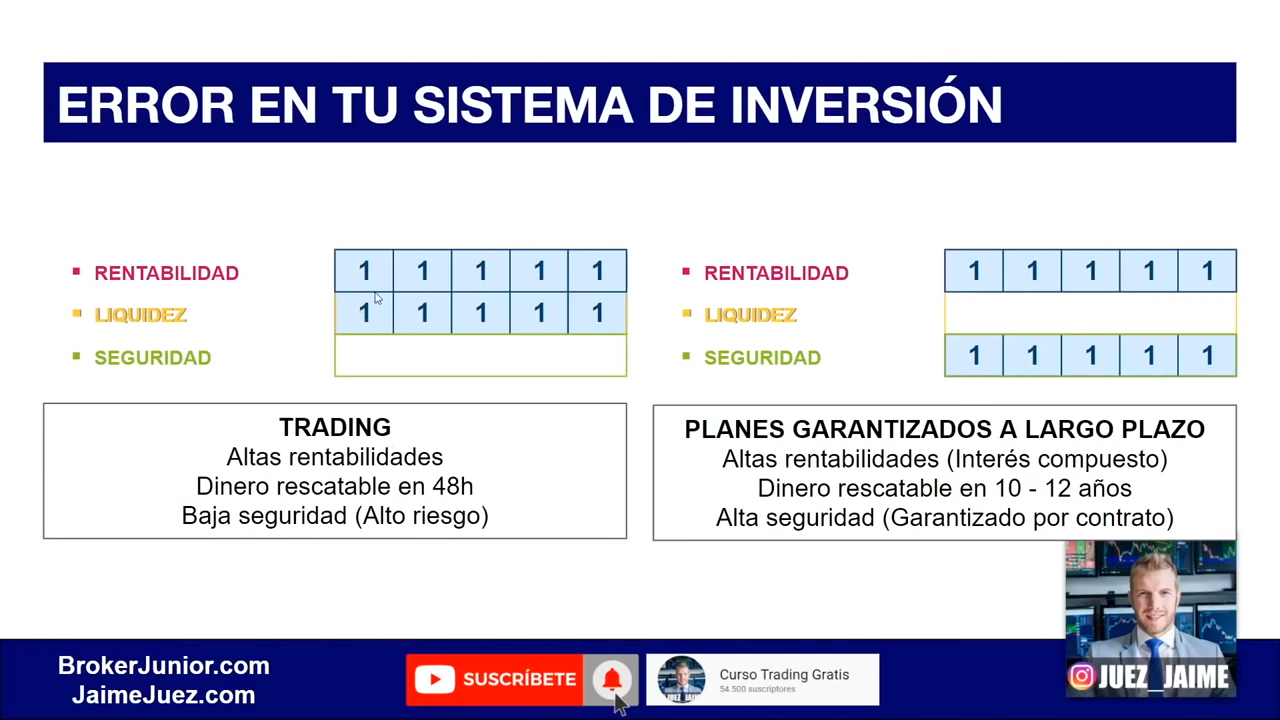 ERROR EN TU SISTEMA DE INVERSIÓN
RENTABILIDAD 1 1 1 1 1
LIQUIDEZ 1 1 1 1 1
SEGURIDAD
TRADING
Altas rentabilidades
Dinero rescatable en 48h
Baja seguridad (Alto riesgo)
RENTABILIDAD 1 1 1 1 1
LIQUIDEZ
SEGURIDAD 1 1 1 1 1
PLANES GARANTIZADOS A LARGO PLAZO
Altas rentabilidades (Interés compuesto)
Dinero rescatable en 10 - 12 años
Alta seguridad (Garantizado por contrato)
BrokerJunior.com
JaimeJuez.com
SUSCRÍBETE
JUEZ_JAIME
Curso Trading Gratis
54.500 suscriptores
JUEZ_JAIME